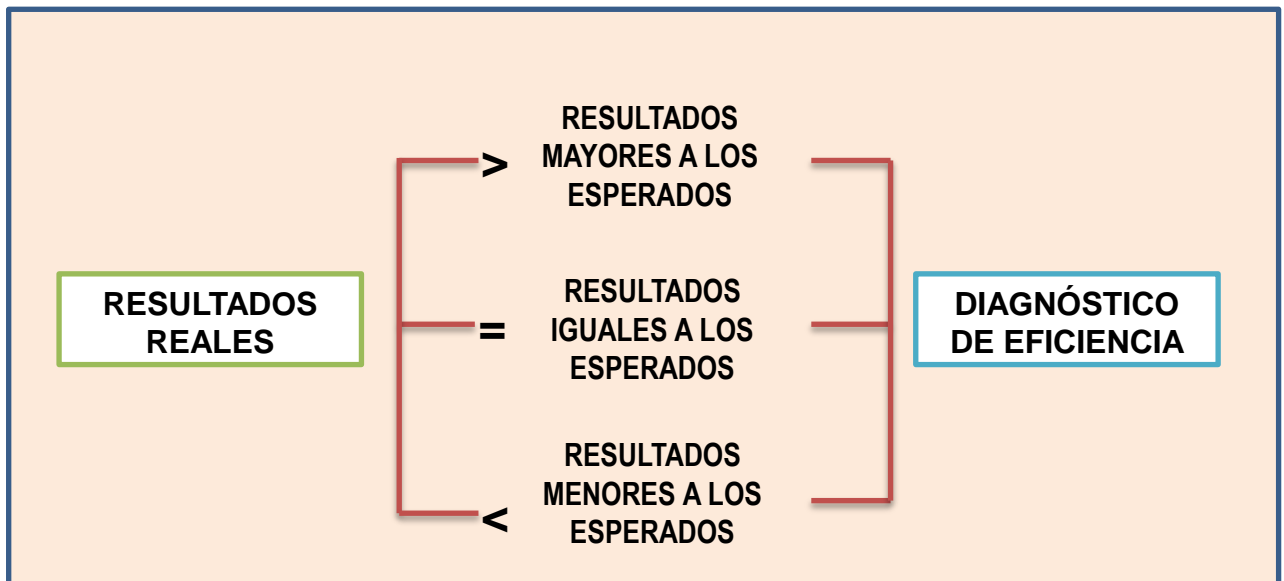 RESULTADOS
REALES
>
RESULTADOS
MAYORES A LOS
ESPERADOS
=
RESULTADOS
IGUALES A LOS
ESPERADOS
<
RESULTADOS
MENORES A LOS
ESPERADOS
DIAGNÓSTICO
DE EFICIENCIA